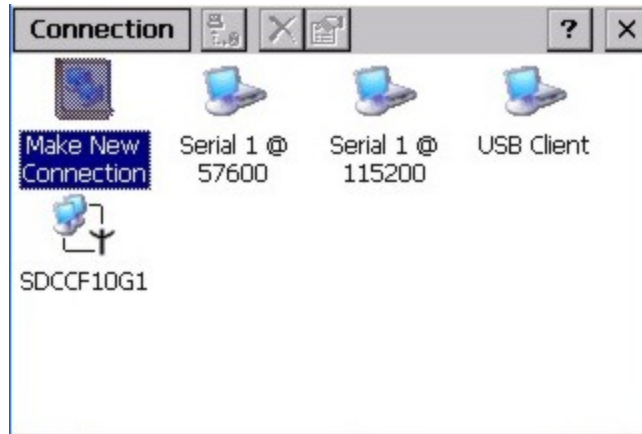 Connection ? ×
Make New Connection
Serial 1 @ 57600
Serial 1 @ 115200
USB Client
SDCCF10G1